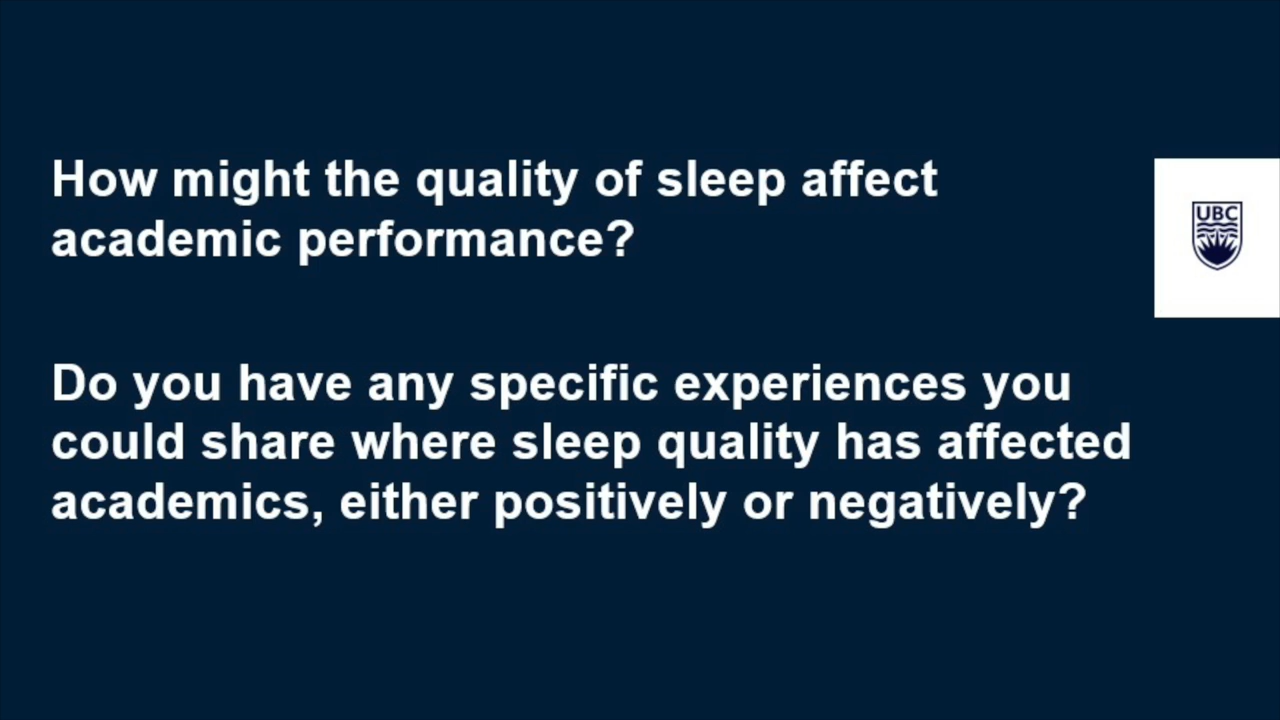 How might the quality of sleep affect
academic performance?
UBC
Do you have any specific experiences you
could share where sleep quality has affected
academics, either positively or negatively?